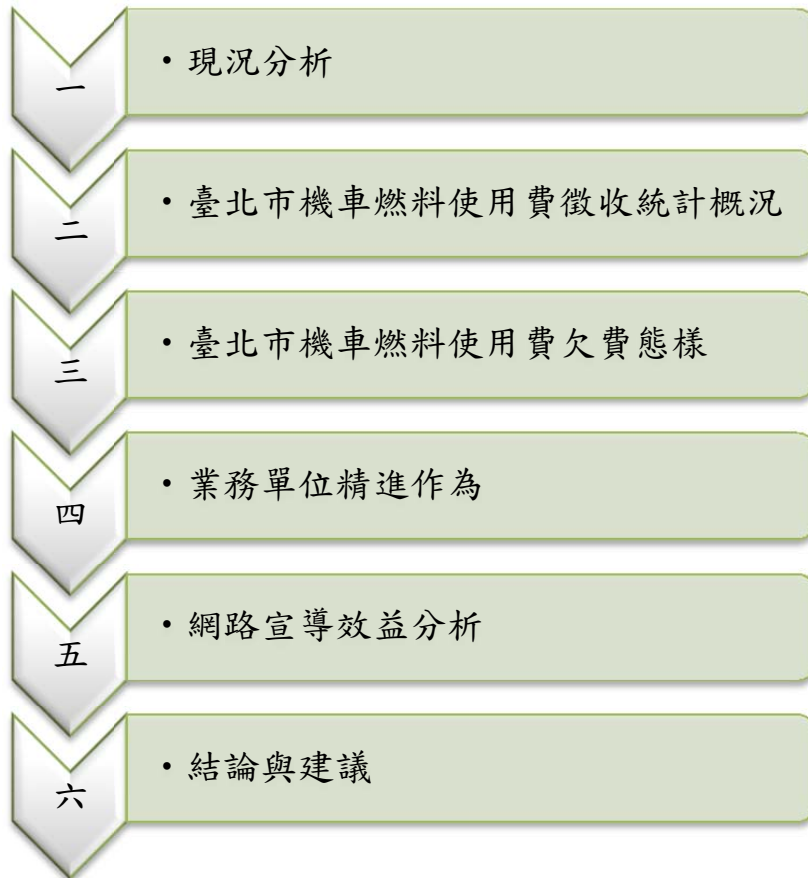 一
・現況分析
二
・臺北市機車燃料使用費徵收統計概況
三
・臺北市機車燃料使用費欠費態樣
四
・業務單位精進作為
五
・網路宣導效益分析
六
・結論與建議